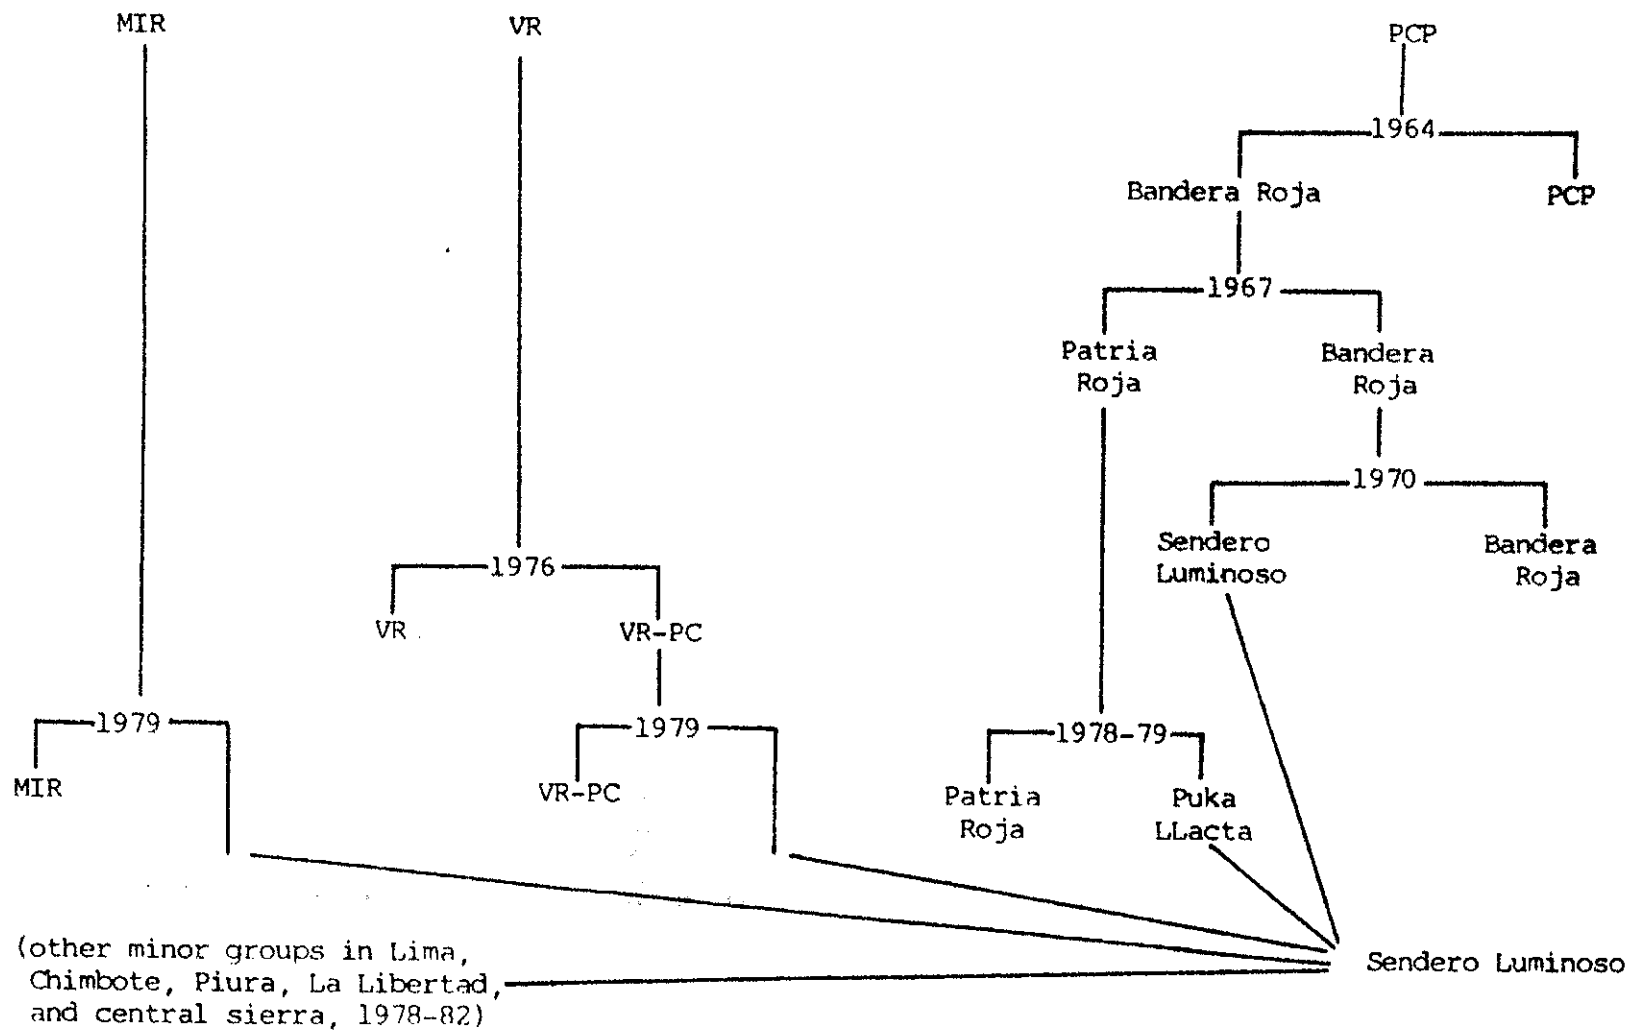 MIR
VR
PCP
1964
Bandera Roja
PCP
1967
Patria
Roja
Bandera
Roja
1970
Sendero
Luminoso
Bandera
Roja
1976
VR
VR-PC
1979
1979
1978-79
MIR
VR-PC
Patria
Roja
Puka
LLacta
(other minor groups in Lima,
Chimbote, Piura, La Libertad,
and central sierra, 1978-82)
Sendero Luminoso